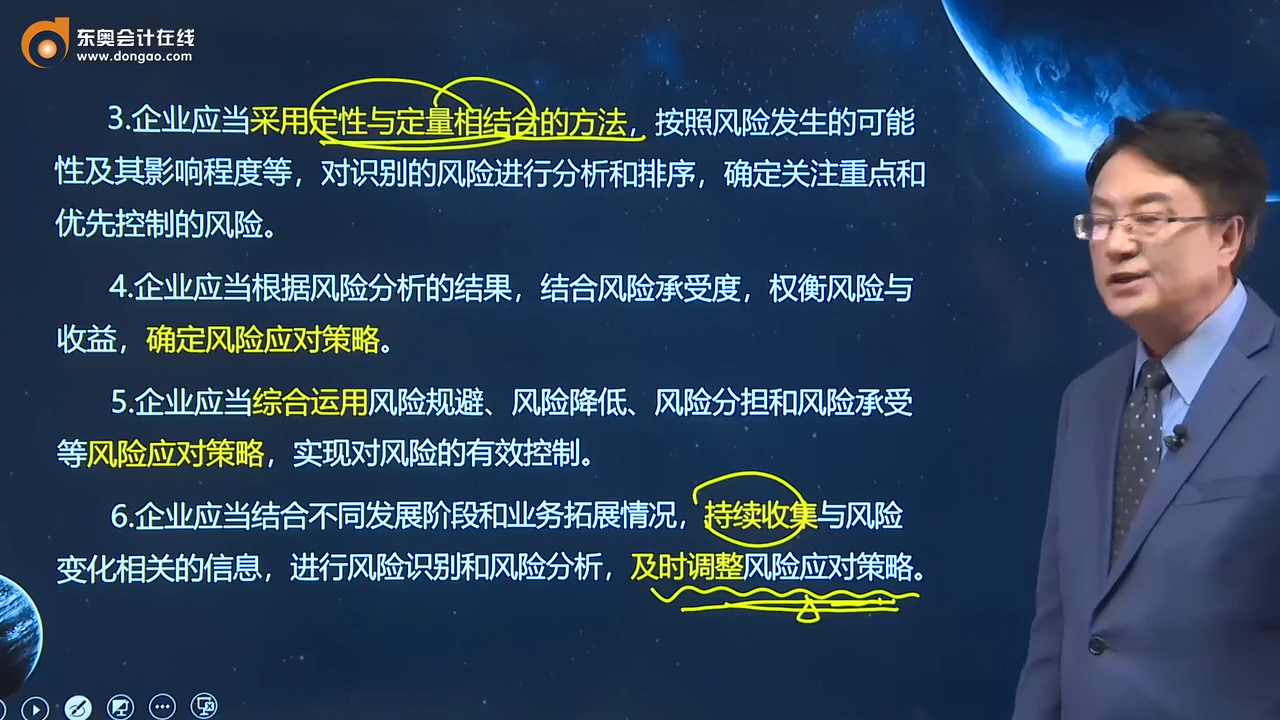 东奥会计在线
www.dongao.com
3.企业应当采用定性与定量相结合的方法，按照风险发生的可能
性及其影响程度等，对识别的风险进行分析和排序，确定关注重点和
优先控制的风险。
4.企业应当根据风险分析的结果，结合风险承受度，权衡风险与
收益，确定风险应对策略。
5.企业应当综合运用风险规避、风险降低、风险分担和风险承受
等风险应对策略，实现对风险的有效控制。
6.企业应当结合不同发展阶段和业务拓展情况，持续收集与风险
变化相关的信息，进行风险识别和风险分析，及时调整风险应对策略。